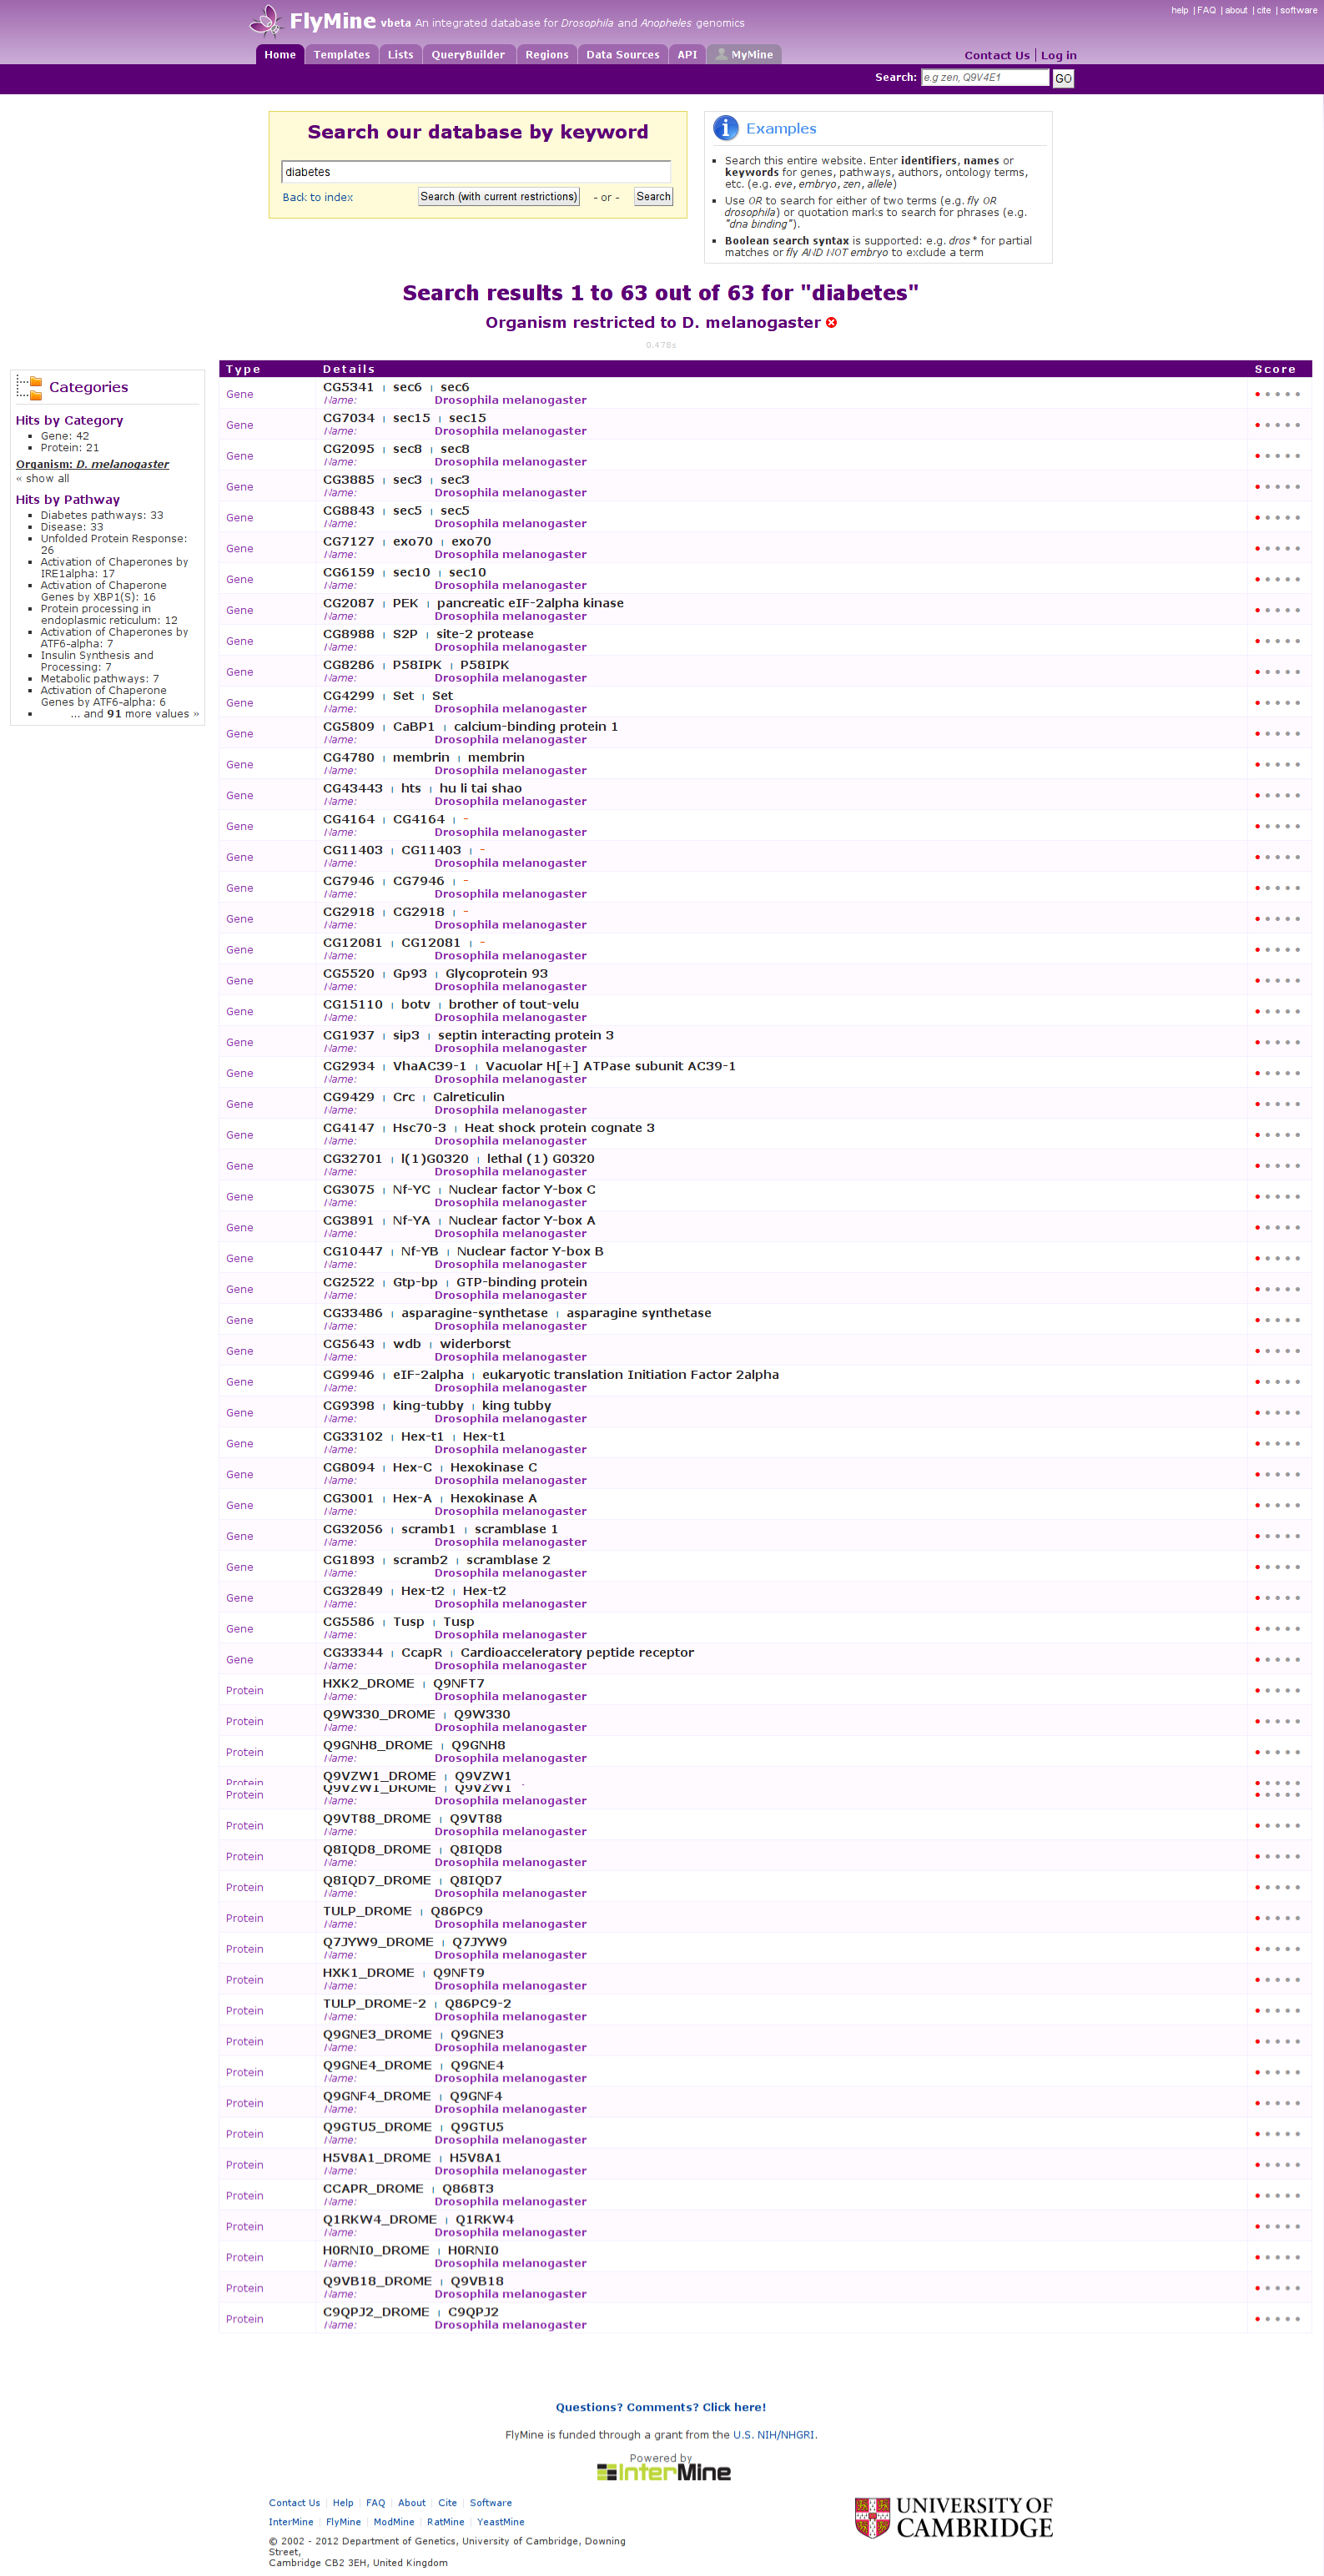 help | FAQ | about | cite | software
FlyMine vbeta An integrated database for Drosophila and Anopheles genomics
Home Templates Lists QueryBuilder Regions Data Sources API MyMine
Contact Us | Log in
Search: e.g zen, Q9V4E1 GO
Search our database by keyword
diabetes
Back to index Search (with current restrictions) - or - Search
Examples
Search this entire website. Enter identifiers, names or
keywords for genes, pathways, authors, ontology terms,
etc. (e.g. eve, embryo, zen, allele)
Use OR to search for either of two terms (e.g. fly OR
drosophila) or quotation marks to search for phrases (e.g.
"dna binding").
Boolean search syntax is supported: e.g. dros* for partial
matches or fly AND NOT embryo to exclude a term
Search results 1 to 63 out of 63 for "diabetes"
Organism restricted to D. melanogaster
0.478s
Categories
Hits by Category
Gene: 42
Protein: 21
Organism: D. melanogaster
« show all
Hits by Pathway
Diabetes pathways: 33
Disease: 33
Unfolded Protein Response:
26
Activation of Chaperones by
IRE1alpha: 17
Activation of Chaperone
Genes by XBP1(S): 16
Protein processing in
endoplasmic reticulum: 12
Activation of Chaperones by
ATF6-alpha: 7
Insulin Synthesis and
Processing: 7
Metabolic pathways: 7
Activation of Chaperone
Genes by ATF6-alpha: 6
... and 91 more values »
Type Details Score
Gene CG5341 | sec6 | sec6
Name: Drosophila melanogaster
Gene CG7034 | sec15 | sec15
Name: Drosophila melanogaster
Gene CG2095 | sec8 | sec8
Name: Drosophila melanogaster
Gene CG3885 | sec3 | sec3
Name: Drosophila melanogaster
Gene CG8843 | sec5 | sec5
Name: Drosophila melanogaster
Gene CG7127 | exo70 | exo70
Name: Drosophila melanogaster
Gene CG6159 | sec10 | sec10
Name: Drosophila melanogaster
Gene CG2087 | PEK | pancreatic eIF-2alpha kinase
Name: Drosophila melanogaster
Gene CG8988 | S2P | site-2 protease
Name: Drosophila melanogaster
Gene CG8286 | P58IPK | P58IPK
Name: Drosophila melanogaster
Gene CG4299 | Set | Set
Name: Drosophila melanogaster
Gene CG5809 | CaBP1 | calcium-binding protein 1
Name: Drosophila melanogaster
Gene CG4780 | membrin | membrin
Name: Drosophila melanogaster
Gene CG43443 | hts | hu li tai shao
Name: Drosophila melanogaster
Gene CG4164 | CG4164 | -
Name: Drosophila melanogaster
Gene CG11403 | CG11403 | -
Name: Drosophila melanogaster
Gene CG7946 | CG7946 | -
Name: Drosophila melanogaster
Gene CG2918 | CG2918 | -
Name: Drosophila melanogaster
Gene CG12081 | CG12081 | -
Name: Drosophila melanogaster
Gene CG5520 | Gp93 | Glycoprotein 93
Name: Drosophila melanogaster
Gene CG15110 | botv | brother of tout-velu
Name: Drosophila melanogaster
Gene CG1937 | sip3 | septin interacting protein 3
Name: Drosophila melanogaster
Gene CG2934 | VhaAC39-1 | Vacuolar H[+] ATPase subunit AC39-1
Name: Drosophila melanogaster
Gene CG9429 | Crc | Calreticulin
Name: Drosophila melanogaster
Gene CG4147 | Hsc70-3 | Heat shock protein cognate 3
Name: Drosophila melanogaster
Gene CG32701 | l(1)G0320 | lethal (1) G0320
Name: Drosophila melanogaster
Gene CG3075 | Nf-YC | Nuclear factor Y-box C
Name: Drosophila melanogaster
Gene CG3891 | Nf-YA | Nuclear factor Y-box A
Name: Drosophila melanogaster
Gene CG10447 | Nf-YB | Nuclear factor Y-box B
Name: Drosophila melanogaster
Gene CG2522 | Gtp-bp | GTP-binding protein
Name: Drosophila melanogaster
Gene CG33486 | asparagine-synthetase | asparagine synthetase
Name: Drosophila melanogaster
Gene CG5643 | wdb | widerborst
Name: Drosophila melanogaster
Gene CG9946 | eIF-2alpha | eukaryotic translation Initiation Factor 2alpha
Name: Drosophila melanogaster
Gene CG9398 | king-tubby | king tubby
Name: Drosophila melanogaster
Gene CG33102 | Hex-t1 | Hex-t1
Name: Drosophila melanogaster
Gene CG8094 | Hex-C | Hexokinase C
Name: Drosophila melanogaster
Gene CG3001 | Hex-A | Hexokinase A
Name: Drosophila melanogaster
Gene CG32056 | scramb1 | scramblase 1
Name: Drosophila melanogaster
Gene CG1893 | scramb2 | scramblase 2
Name: Drosophila melanogaster
Gene CG32849 | Hex-t2 | Hex-t2
Name: Drosophila melanogaster
Gene CG5586 | Tusp | Tusp
Name: Drosophila melanogaster
Gene CG33344 | CcapR | Cardioacceleratory peptide receptor
Name: Drosophila melanogaster
Protein HXK2_DROME | Q9NFT7
Name: Drosophila melanogaster
Protein Q9W330_DROME | Q9W330
Name: Drosophila melanogaster
Protein Q9GNH8_DROME | Q9GNH8
Name: Drosophila melanogaster
Protein Q9VZW1_DROME | Q9VZW1
Protein Q9VZW1_DROME | Q9VZW1
Name: Drosophila melanogaster
Protein Q9VT88_DROME | Q9VT88
Name: Drosophila melanogaster
Protein Q8IQD8_DROME | Q8IQD8
Name: Drosophila melanogaster
Protein Q8IQD7_DROME | Q8IQD7
Name: Drosophila melanogaster
Protein TULP_DROME | Q86PC9
Name: Drosophila melanogaster
Protein Q7JYW9_DROME | Q7JYW9
Name: Drosophila melanogaster
Protein HXK1_DROME | Q9NFT9
Name: Drosophila melanogaster
Protein TULP_DROME-2 | Q86PC9-2
Name: Drosophila melanogaster
Protein Q9GNE3_DROME | Q9GNE3
Name: Drosophila melanogaster
Protein Q9GNE4_DROME | Q9GNE4
Name: Drosophila melanogaster
Protein Q9GNF4_DROME | Q9GNF4
Name: Drosophila melanogaster
Protein Q9GTU5_DROME | Q9GTU5
Name: Drosophila melanogaster
Protein H5V8A1_DROME | H5V8A1
Name: Drosophila melanogaster
Protein CCAPR_DROME | Q868T3
Name: Drosophila melanogaster
Protein Q1RKW4_DROME | Q1RKW4
Name: Drosophila melanogaster
Protein H0RNI0_DROME | H0RNI0
Name: Drosophila melanogaster
Protein Q9VB18_DROME | Q9VB18
Name: Drosophila melanogaster
Protein C9QPJ2_DROME | C9QPJ2
Name: Drosophila melanogaster
Questions? Comments? Click here!
FlyMine is funded through a grant from the U.S. NIH/NHGRI.
Powered by
InterMine
Contact Us | Help | FAQ | About | Cite | Software
InterMine | FlyMine | ModMine | RatMine | YeastMine
© 2002 - 2012 Department of Genetics, University of Cambridge, Downing
Street,
Cambridge CB2 3EH, United Kingdom
UNIVERSITY OF
CAMBRIDGE